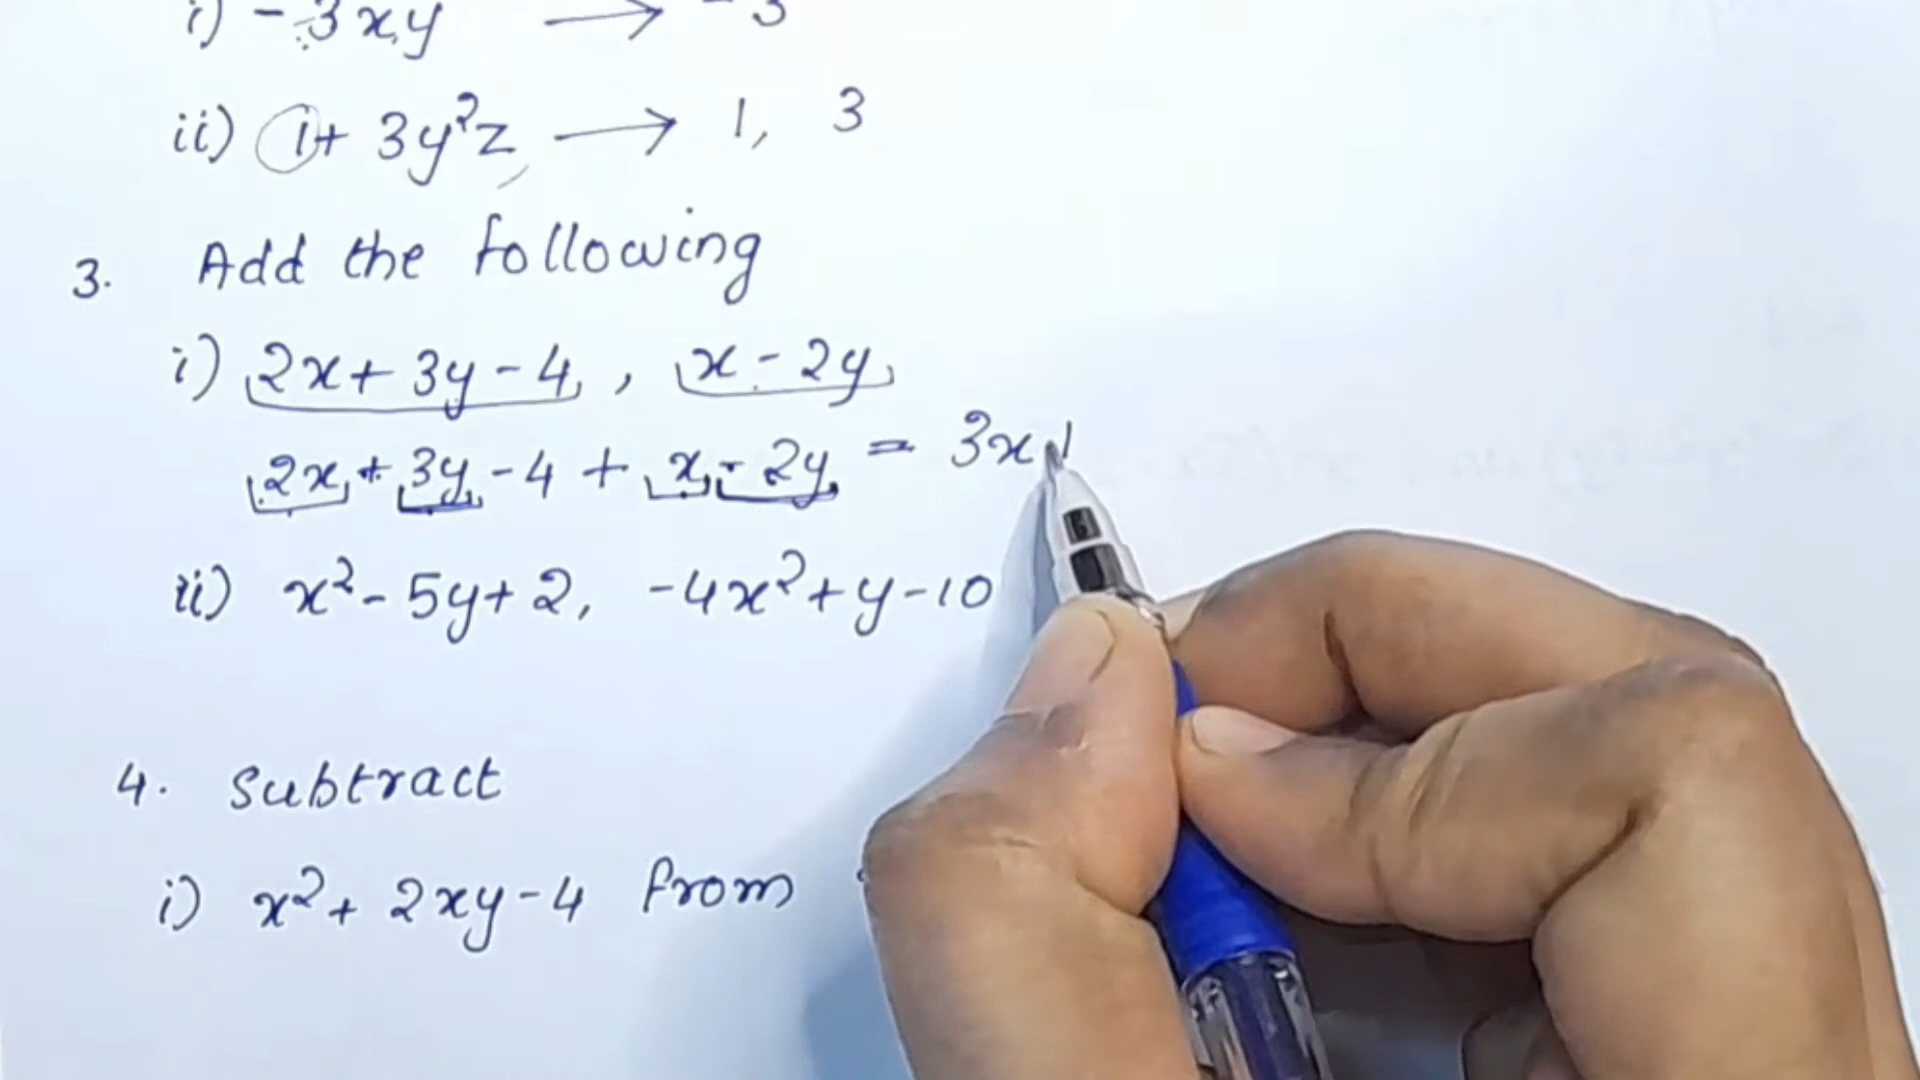 i) -3xy → -3
ii) 1+ 3y²z → 1, 3
3. Add the following
i) 2x+ 3y-4, x-2y
2x + 3y-4 + x-2y = 3x
ii) x²-5y+2, -4x²+y-10
4. Subtract
i) x²+ 2xy-4 from